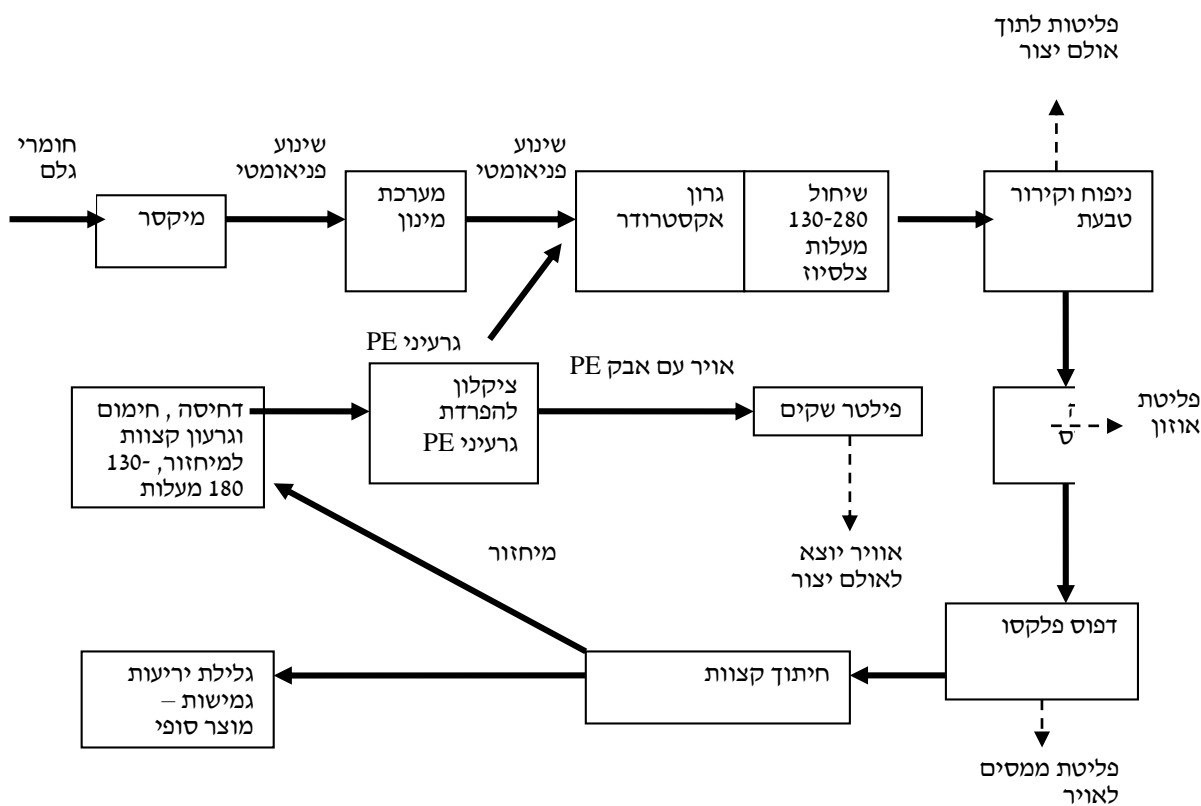 פליטות לתוך
אולם יצור
חומרי
גלם
שינוע
פניאומטי
שינוע
פניאומטי
מיקסר
מערכת
מינון
גרון
אקסטרודר
שיחול
130-280
מעלות
צלסיוז
ניפוח וקירור
טבעת
גרעיני PE
אויר עם אבק PE
דחיסה , חימום
וגרעון קצוות
למיחזור, 130-
180 מעלות
ציקלון
להפרדת
גרעיני PE
פילטר שקים
פליטת
אוזון
אוויר יוצא
לאולם יצור
מיחזור
דפוס פלקסו
חיתוך קצוות
גלילת יריעות
גמישות –
מוצר סופי
פליטת ממסים
לאויר